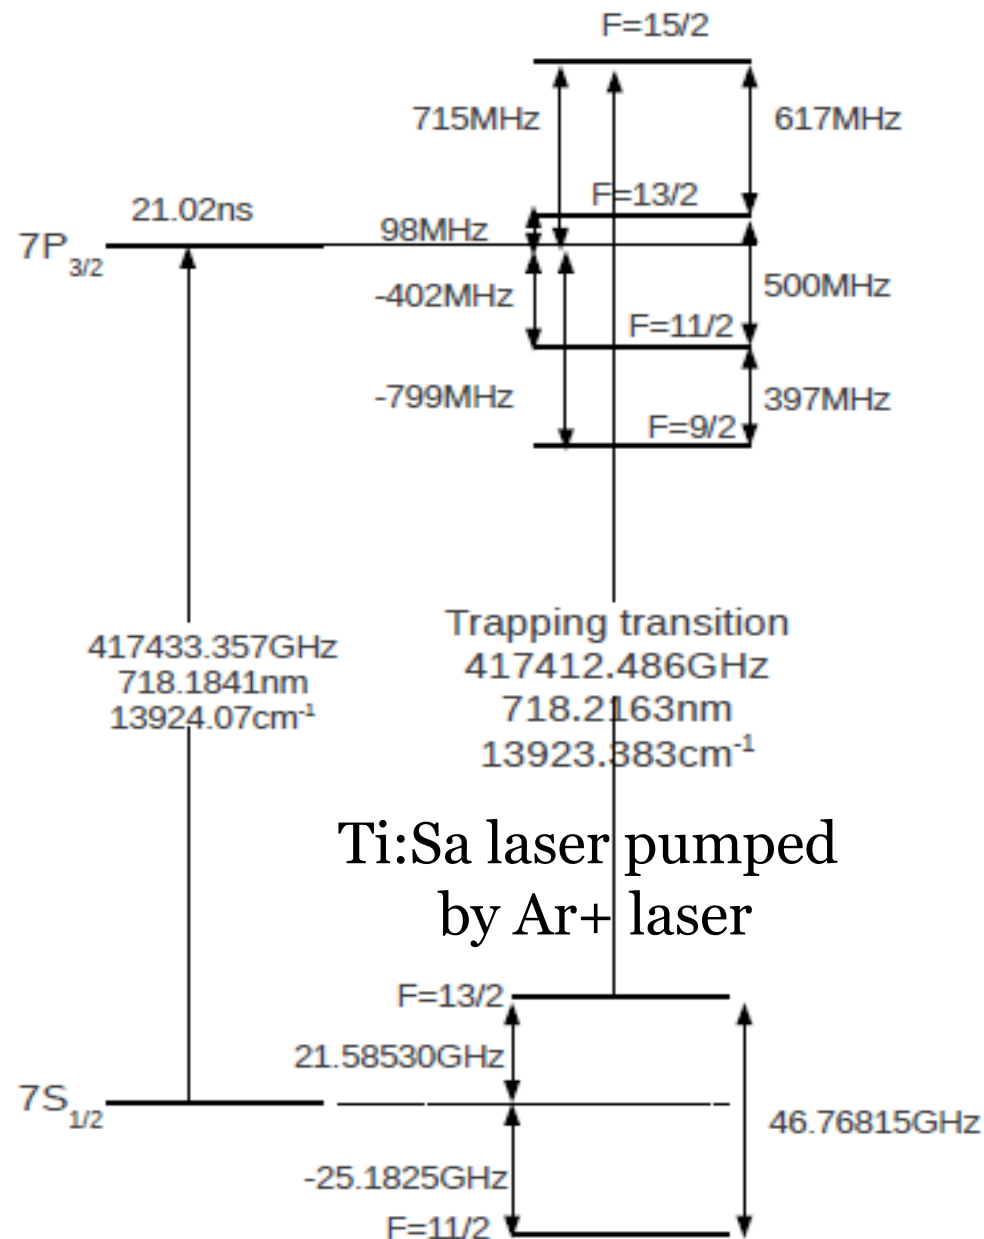 F=15/2
715MHz
617MHz
F=13/2
21.02ns
98MHz
7P3/2
-402MHz
500MHz
F=11/2
-799MHz
397MHz
F=9/2
417433.357GHz
718.1841nm
13924.07cm-1
Trapping transition
417412.486GHz
718.2163nm
13923.383cm-1
Ti:Sa laser pumped
by Ar+ laser
F=13/2
21.58530GHz
7S1/2
46.76815GHz
-25.1825GHz
F=11/2